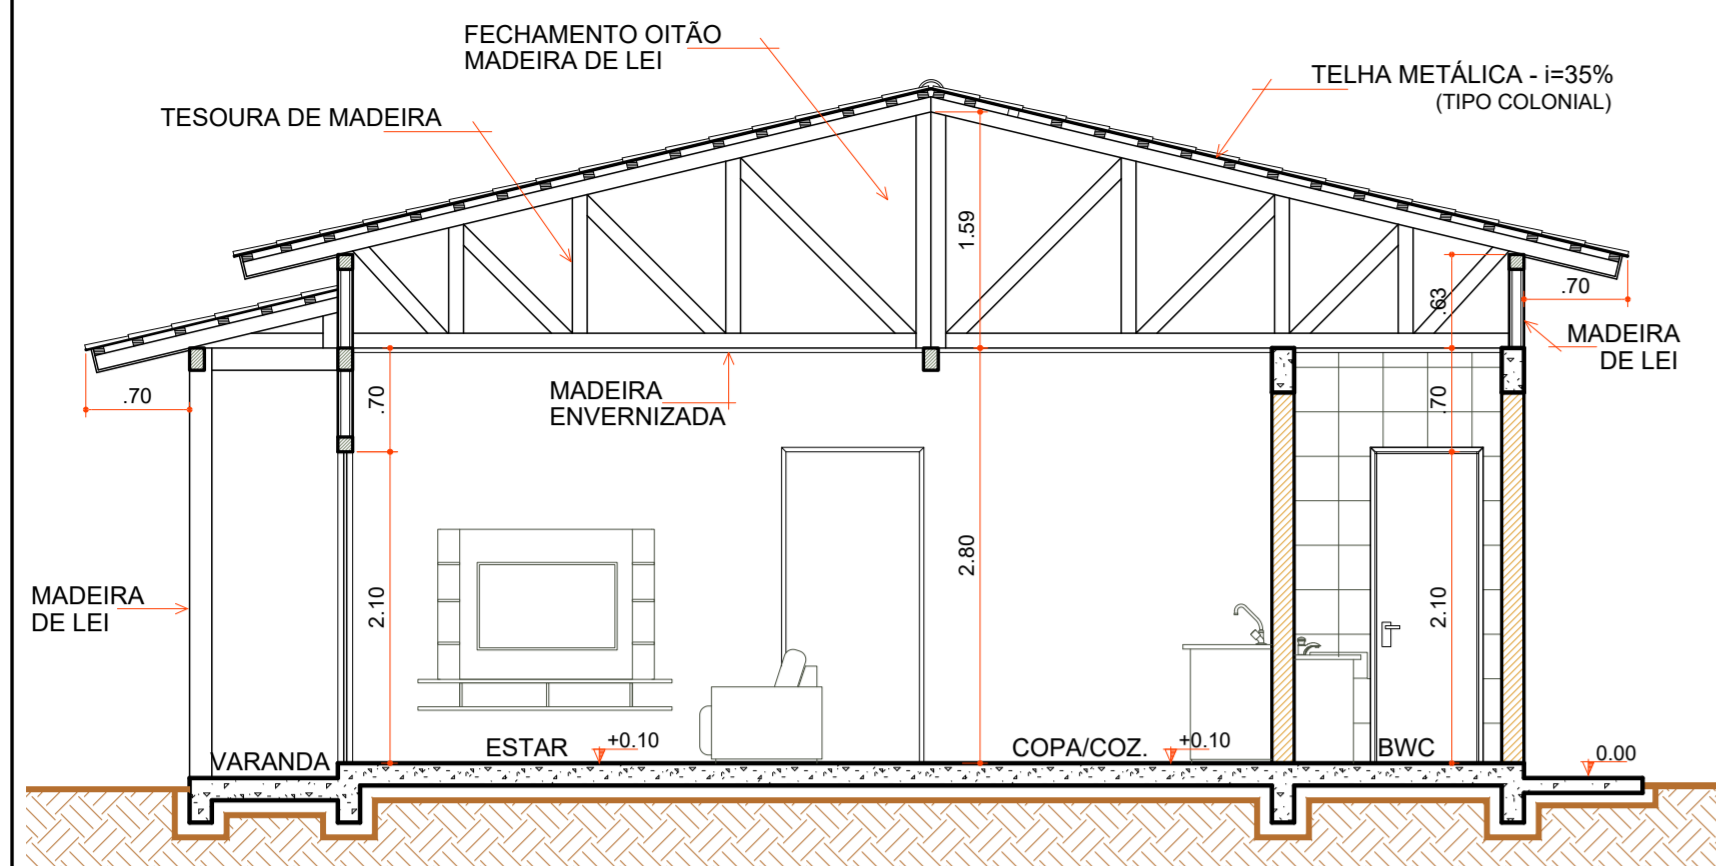 FECHAMENTO OITÃO
MADEIRA DE LEI
TELHA METÁLICA - i=35%
(TIPO COLONIAL)
TESOURA DE MADEIRA
1.59
.63
.70
MADEIRA
DE LEI
.70
.70
MADEIRA
ENVERNIZADA
.70
2.80
2.10
2.10
MADEIRA
DE LEI
VARANDA
ESTAR
+0.10
COPA/COZ.
+0.10
BWC
0.00